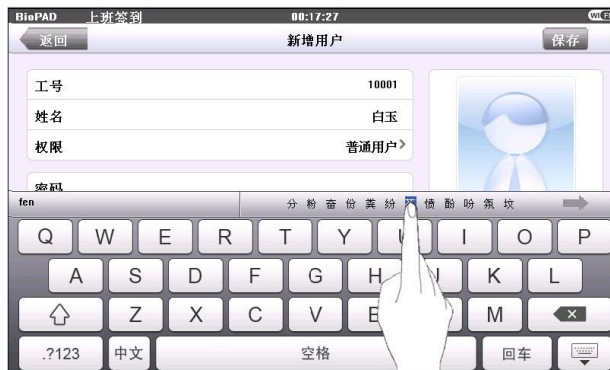 BioPAD 上班签到 00:17:27
返回 新增用户 保存
工号 10001
姓名 白玉
权限 普通用户>
密码
fen 分 粉 奋 份 粪 纷 愤 酚 吩 氛 坟
Q W E R T Y U I O P
A S D F G H J K L
Z X C V B M
.?123 中文 空格 回车